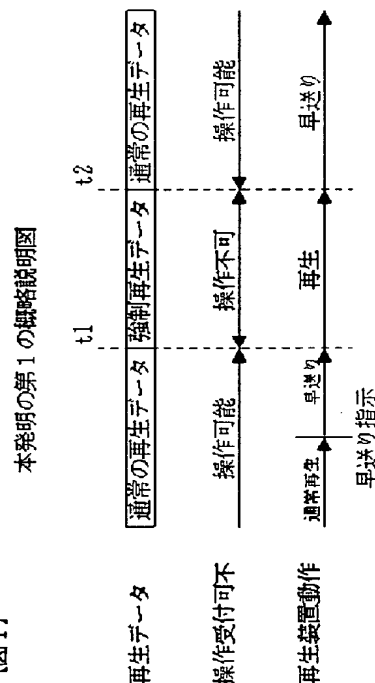 【図1】
本発明の第1の概略説明図
t1 t2
再生データ 通常の再生データ 強制再生データ 通常の再生データ
操作受付可不 操作可能 操作不可 操作可能
再生装置動作 通常再生 早送り 再生 早送り
早送り指示